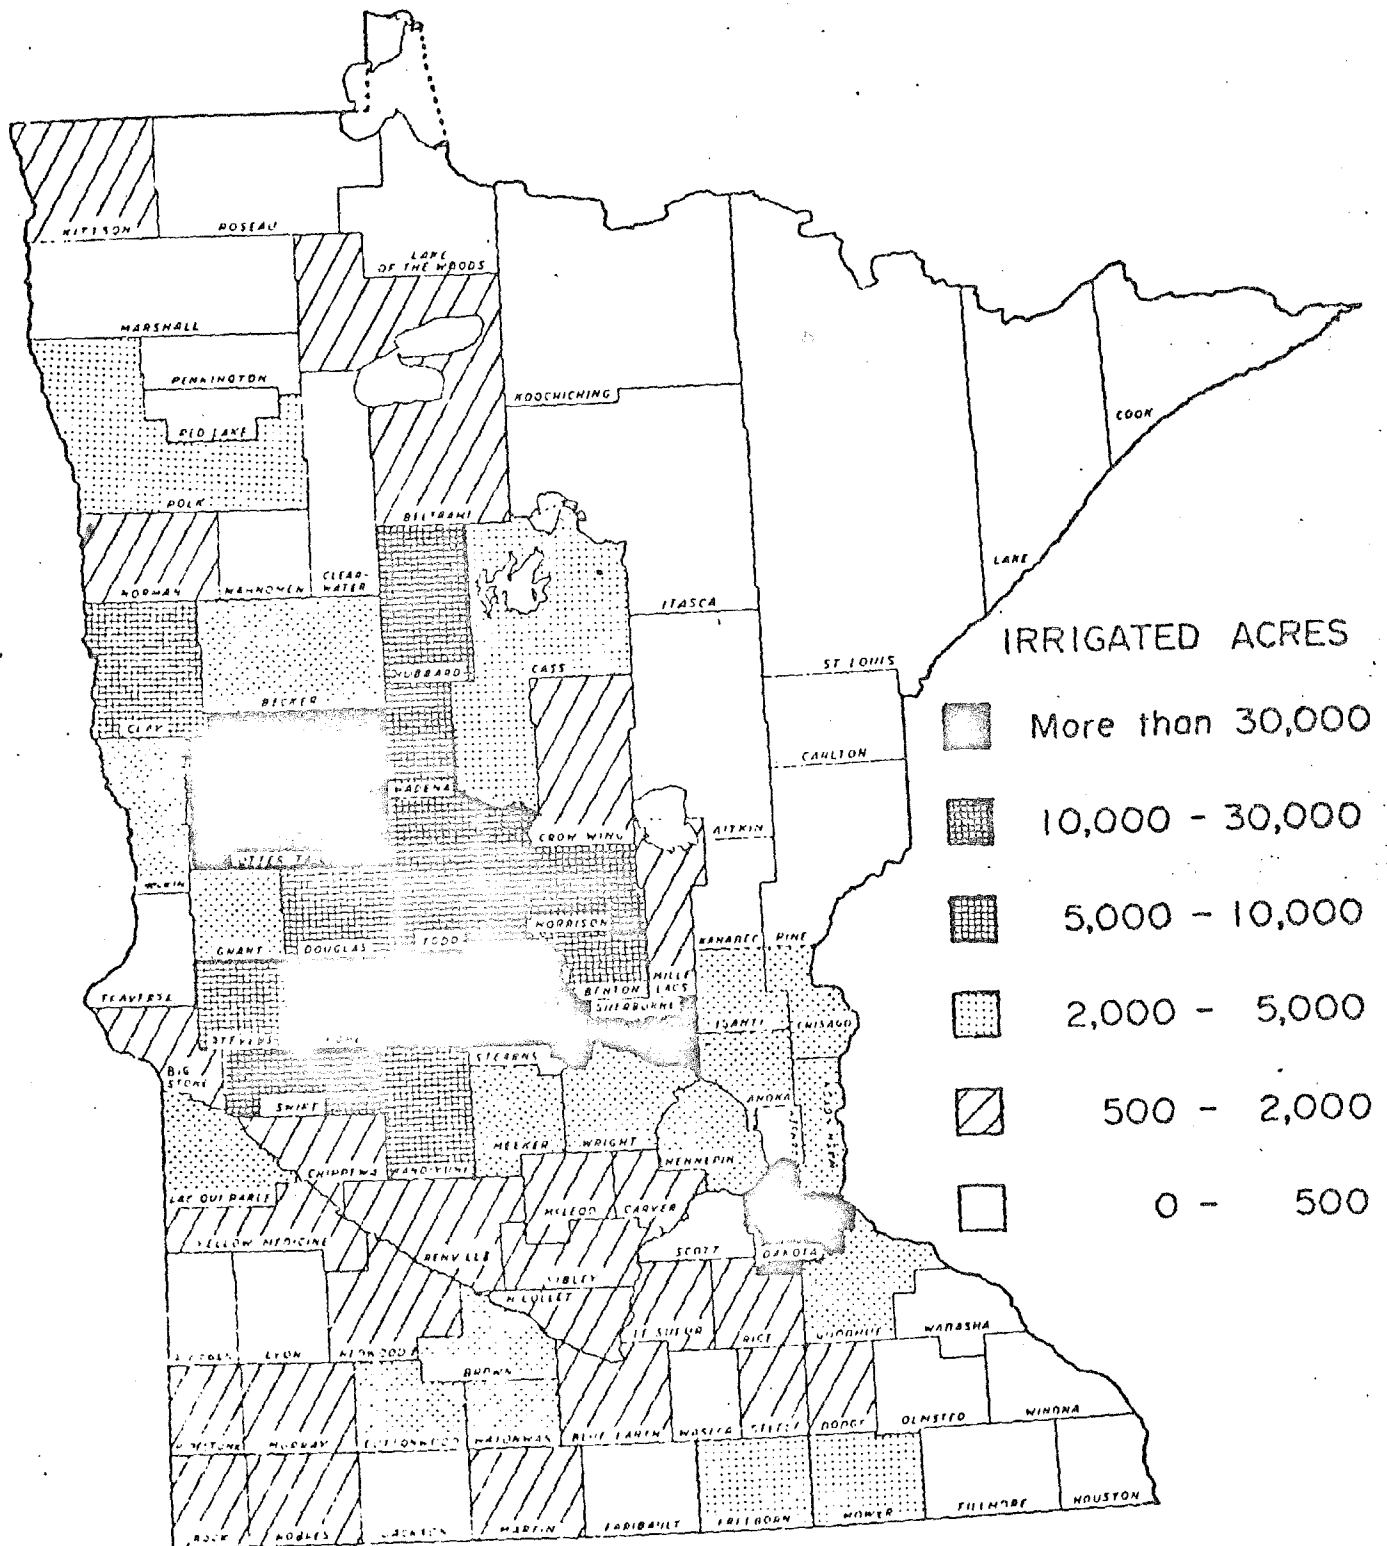 KITTSON
ROSEAU
LAKE
OF THE WOODS
MARSHALL
PENNINGTON
RED LAKE
KOOCHICHING
COOK
POLK
BELTRAMI
LAKE
NORMAN
MAHNOMEN
CLEAR-
WATER
ITASCA
IRRIGATED ACRES
ST LOUIS
HUBBARD
CASS
BECKER
CLAY
More than 30,000
CARLTON
WADENA
10,000 - 30,000
CROW WING
AITKIN
5,000 - 10,000
GRANT
DOUGLAS
TODD
MORRISON
KANABEC
PINE
TRAVERSE
BENTON
MILLE
LACS
SHERBURNE
2,000 - 5,000
ISANTI
CHISAGO
STEVENS
POPE
STEARNS
BIG
STONE
SWIFT
ANOKA
500 - 2,000
CHIPPEWA
KANDIYOHI
MEEKER
WRIGHT
HENNEPIN
LAC QUI PARLE
MCLEOD
CARVER
0 - 500
YELLOW MEDICINE
RENVILLE
SIBLEY
SCOTT
DAKOTA
NICOLLET
LE SUEUR
RICE
GOODHUE
WABASHA
LYON
REDWOOD
BROWN
PIPESTONE
MURRAY
COTTONWOOD
WATONWAN
BLUE EARTH
WASECA
STEELE
DODGE
OLMSTED
WINONA
ROCK
NOBLES
JACKSON
MARTIN
FARIBAULT
FREEBORN
MOWER
FILLMORE
HOUSTON